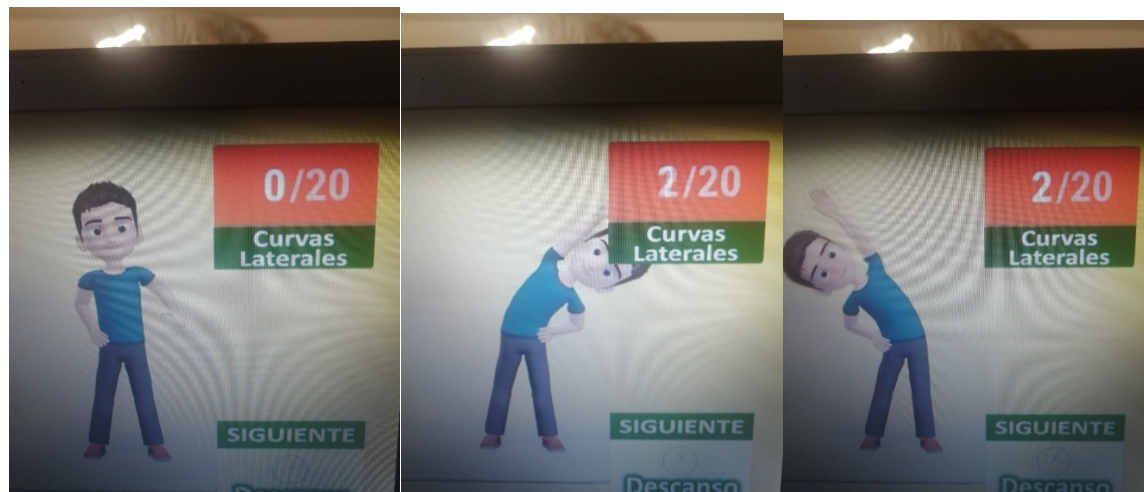 0/20
Curvas
Laterales
SIGUIENTE
2/20
Curvas
Laterales
SIGUIENTE
Descanso
2/20
Curvas
Laterales
SIGUIENTE
Descanso